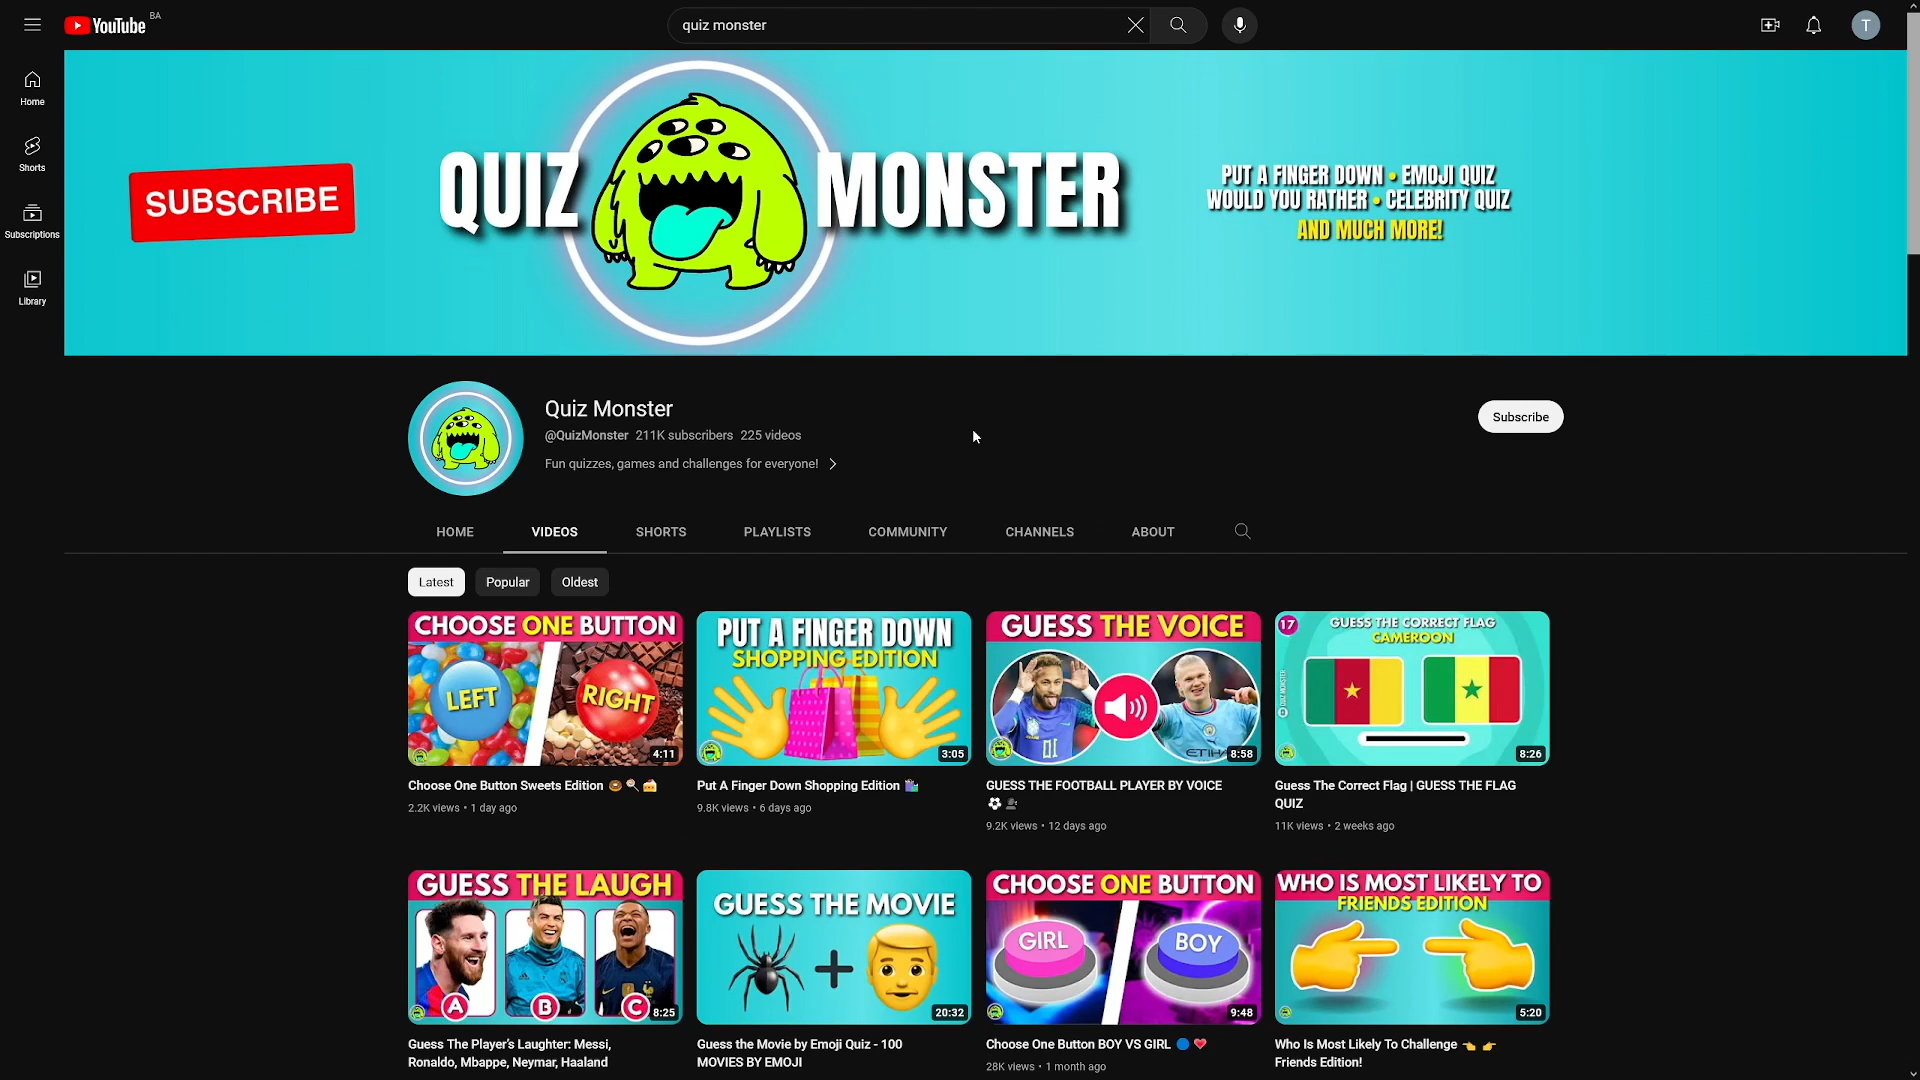 YouTube BA
quiz monster
T
Home
Shorts
Subscriptions
Library
SUBSCRIBE
QUIZ MONSTER
PUT A FINGER DOWN • EMOJI QUIZ
WOULD YOU RATHER • CELEBRITY QUIZ
AND MUCH MORE!
Quiz Monster
@QuizMonster 211K subscribers 225 videos
Fun quizzes, games and challenges for everyone!
Subscribe
HOME VIDEOS SHORTS PLAYLISTS COMMUNITY CHANNELS ABOUT
Latest Popular Oldest
CHOOSE ONE BUTTON
LEFT
RIGHT
4:11
Choose One Button Sweets Edition 🍩🍭🍰
2.2K views • 1 day ago
PUT A FINGER DOWN
SHOPPING EDITION
3:05
Put A Finger Down Shopping Edition 🛍️
9.8K views • 6 days ago
GUESS THE VOICE
10
ETIHA
8:58
GUESS THE FOOTBALL PLAYER BY VOICE
⚽🗣️
9.2K views • 12 days ago
17
GUESS THE CORRECT FLAG
CAMEROON
QUIZ MONSTER
8:26
Guess The Correct Flag | GUESS THE FLAG
QUIZ
11K views • 2 weeks ago
GUESS THE LAUGH
A
B
C
8:25
Guess The Player's Laughter: Messi,
Ronaldo, Mbappe, Neymar, Haaland
GUESS THE MOVIE
20:32
Guess the Movie by Emoji Quiz - 100
MOVIES BY EMOJI
CHOOSE ONE BUTTON
GIRL
BOY
9:48
Choose One Button BOY VS GIRL 🔵❤️
28K views • 1 month ago
WHO IS MOST LIKELY TO
FRIENDS EDITION
5:20
Who Is Most Likely To Challenge 👈👉
Friends Edition!